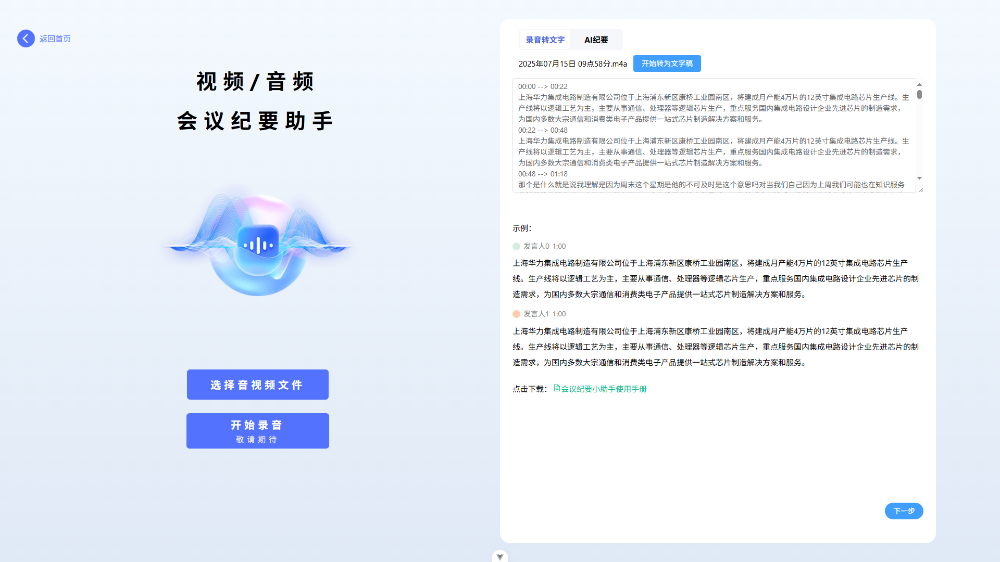 返回首页
视频/音频
会议纪要助手
选择音视频文件
开始录音
敬请期待
录音转文字 AI纪要
2025年07月15日 09点58分.m4a 开始转为文字稿
00:00 --> 00:22
上海华力集成电路制造有限公司位于上海浦东新区康桥工业园南区，将建成月产能4万片的12英寸集成电路芯片生产线。生
产线将以逻辑工艺为主，主要从事通信、处理器等逻辑芯片生产，重点服务国内集成电路设计企业先进芯片的制造需求，
为国内多数大宗通信和消费类电子产品提供一站式芯片制造解决方案和服务。
00:22 --> 00:48
上海华力集成电路制造有限公司位于上海浦东新区康桥工业园南区，将建成月产能4万片的12英寸集成电路芯片生产线。生
产线将以逻辑工艺为主，主要从事通信、处理器等逻辑芯片生产，重点服务国内集成电路设计企业先进芯片的制造需求，
为国内多数大宗通信和消费类电子产品提供一站式芯片制造解决方案和服务。
00:48 --> 01:18
那个是什么就是说我理解是因为周末这个星期是他的不可及时是这个意思吗对当我们自己因为上周我们可能也在知识服务
示例：
发言人0 1:00
上海华力集成电路制造有限公司位于上海浦东新区康桥工业园南区，将建成月产能4万片的12英寸集成电路芯片生产
线。生产线将以逻辑工艺为主，主要从事通信、处理器等逻辑芯片生产，重点服务国内集成电路设计企业先进芯片的制
造需求，为国内多数大宗通信和消费类电子产品提供一站式芯片制造解决方案和服务。
发言人1 1:00
上海华力集成电路制造有限公司位于上海浦东新区康桥工业园南区，将建成月产能4万片的12英寸集成电路芯片生产
线。生产线将以逻辑工艺为主，主要从事通信、处理器等逻辑芯片生产，重点服务国内集成电路设计企业先进芯片的制
造需求，为国内多数大宗通信和消费类电子产品提供一站式芯片制造解决方案和服务。
点击下载： 会议纪要小助手使用手册
下一步